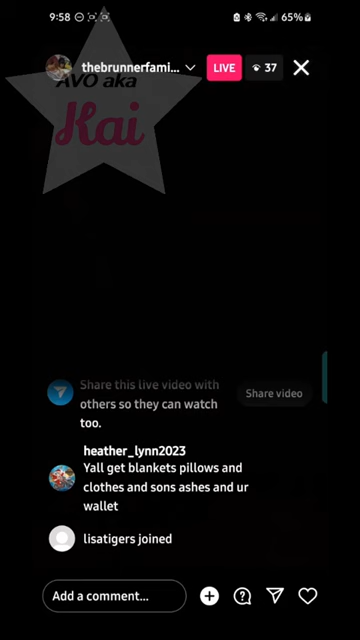 9:58
65%
thebrunnerfami...
LIVE
37
AVO aka
Kai
Share this live video with
others so they can watch
too.
Share video
heather_lynn2023
Yall get blankets pillows and
clothes and sons ashes and ur
wallet
lisatigers joined
Add a comment...